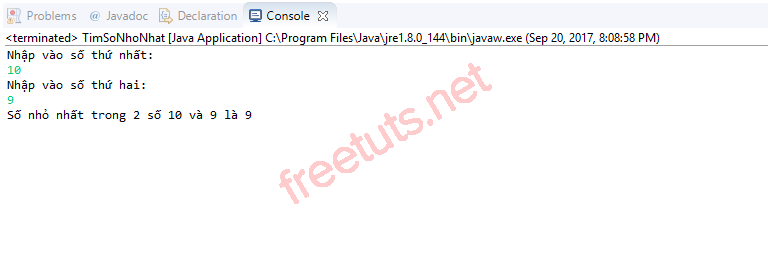 Problems @ Javadoc Declaration Console
<terminated> TimSoNhoNhat [Java Application] C:\Program Files\Java\jre1.8.0_144\bin\javaw.exe (Sep 20, 2017, 8:08:58 PM)
Nhập vào số thứ nhất:
10
Nhập vào số thứ hai:
9
Số nhỏ nhất trong 2 số 10 và 9 là 9
freetuts.net